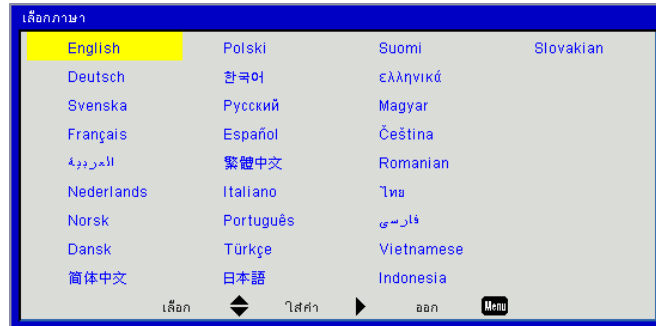 เลือกภาษา
English Polski Suomi Slovakian
Deutsch 한국어 ελληνικά
Svenska Русский Magyar
Français Español Čeština
العربية 繁體中文 Romanian
Nederlands Italiano ไทย
Norsk Português فارسی
Dansk Türkçe Vietnamese
简体中文 日本語 Indonesia
เลือก ใส่ค่า ออก Menu